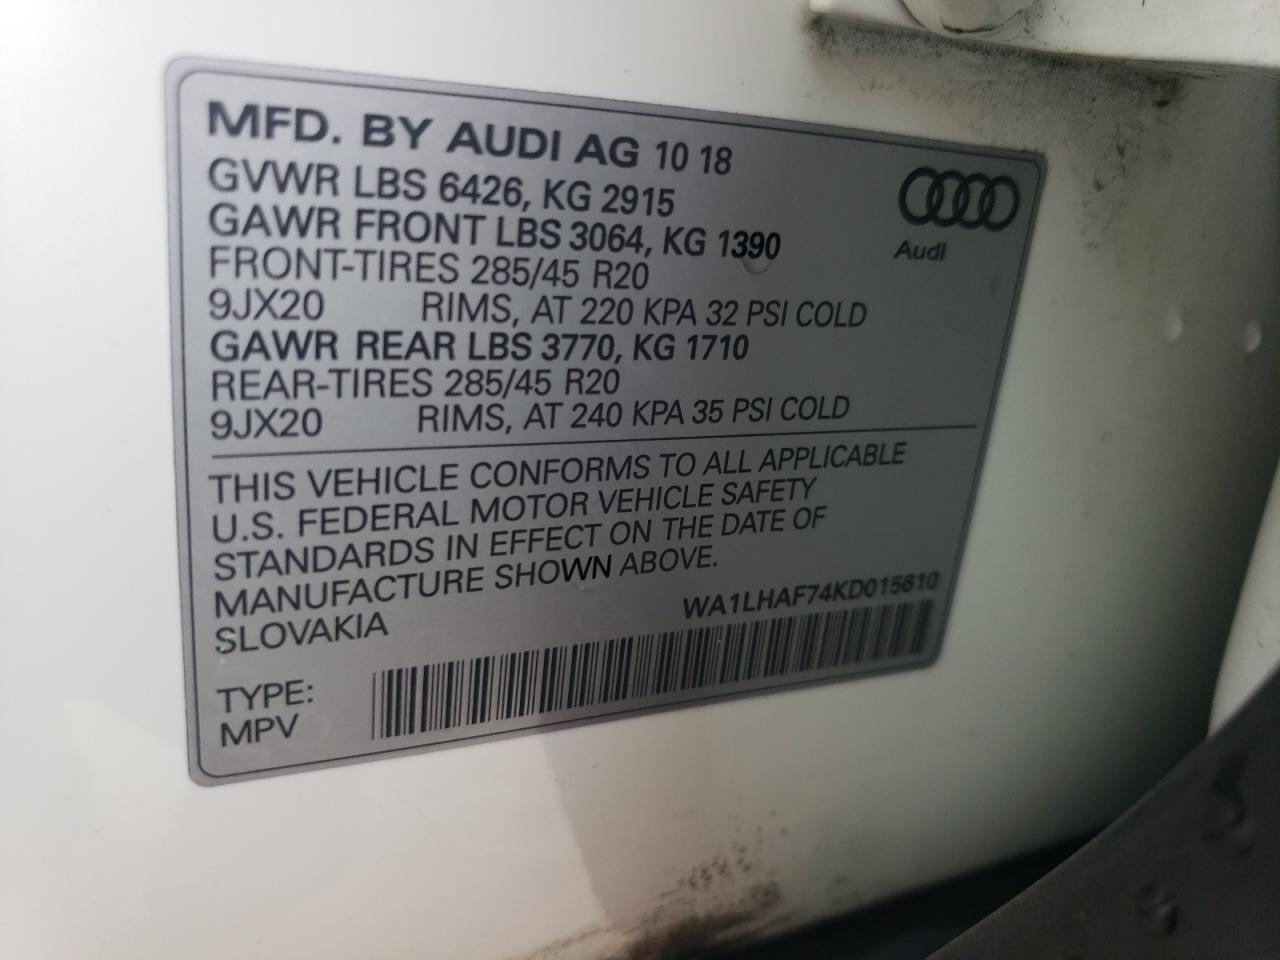 MFD. BY AUDI AG 10 18
GVWR LBS 6426, KG 2915
GAWR FRONT LBS 3064, KG 1390
FRONT-TIRES 285/45 R20
9JX20 RIMS, AT 220 KPA 32 PSI COLD
GAWR REAR LBS 3770, KG 1710
REAR-TIRES 285/45 R20
9JX20 RIMS, AT 240 KPA 35 PSI COLD
Audi
THIS VEHICLE CONFORMS TO ALL APPLICABLE
U.S. FEDERAL MOTOR VEHICLE SAFETY
STANDARDS IN EFFECT ON THE DATE OF
MANUFACTURE SHOWN ABOVE.
SLOVAKIA
WA1LHAF74KD015610
TYPE:
MPV